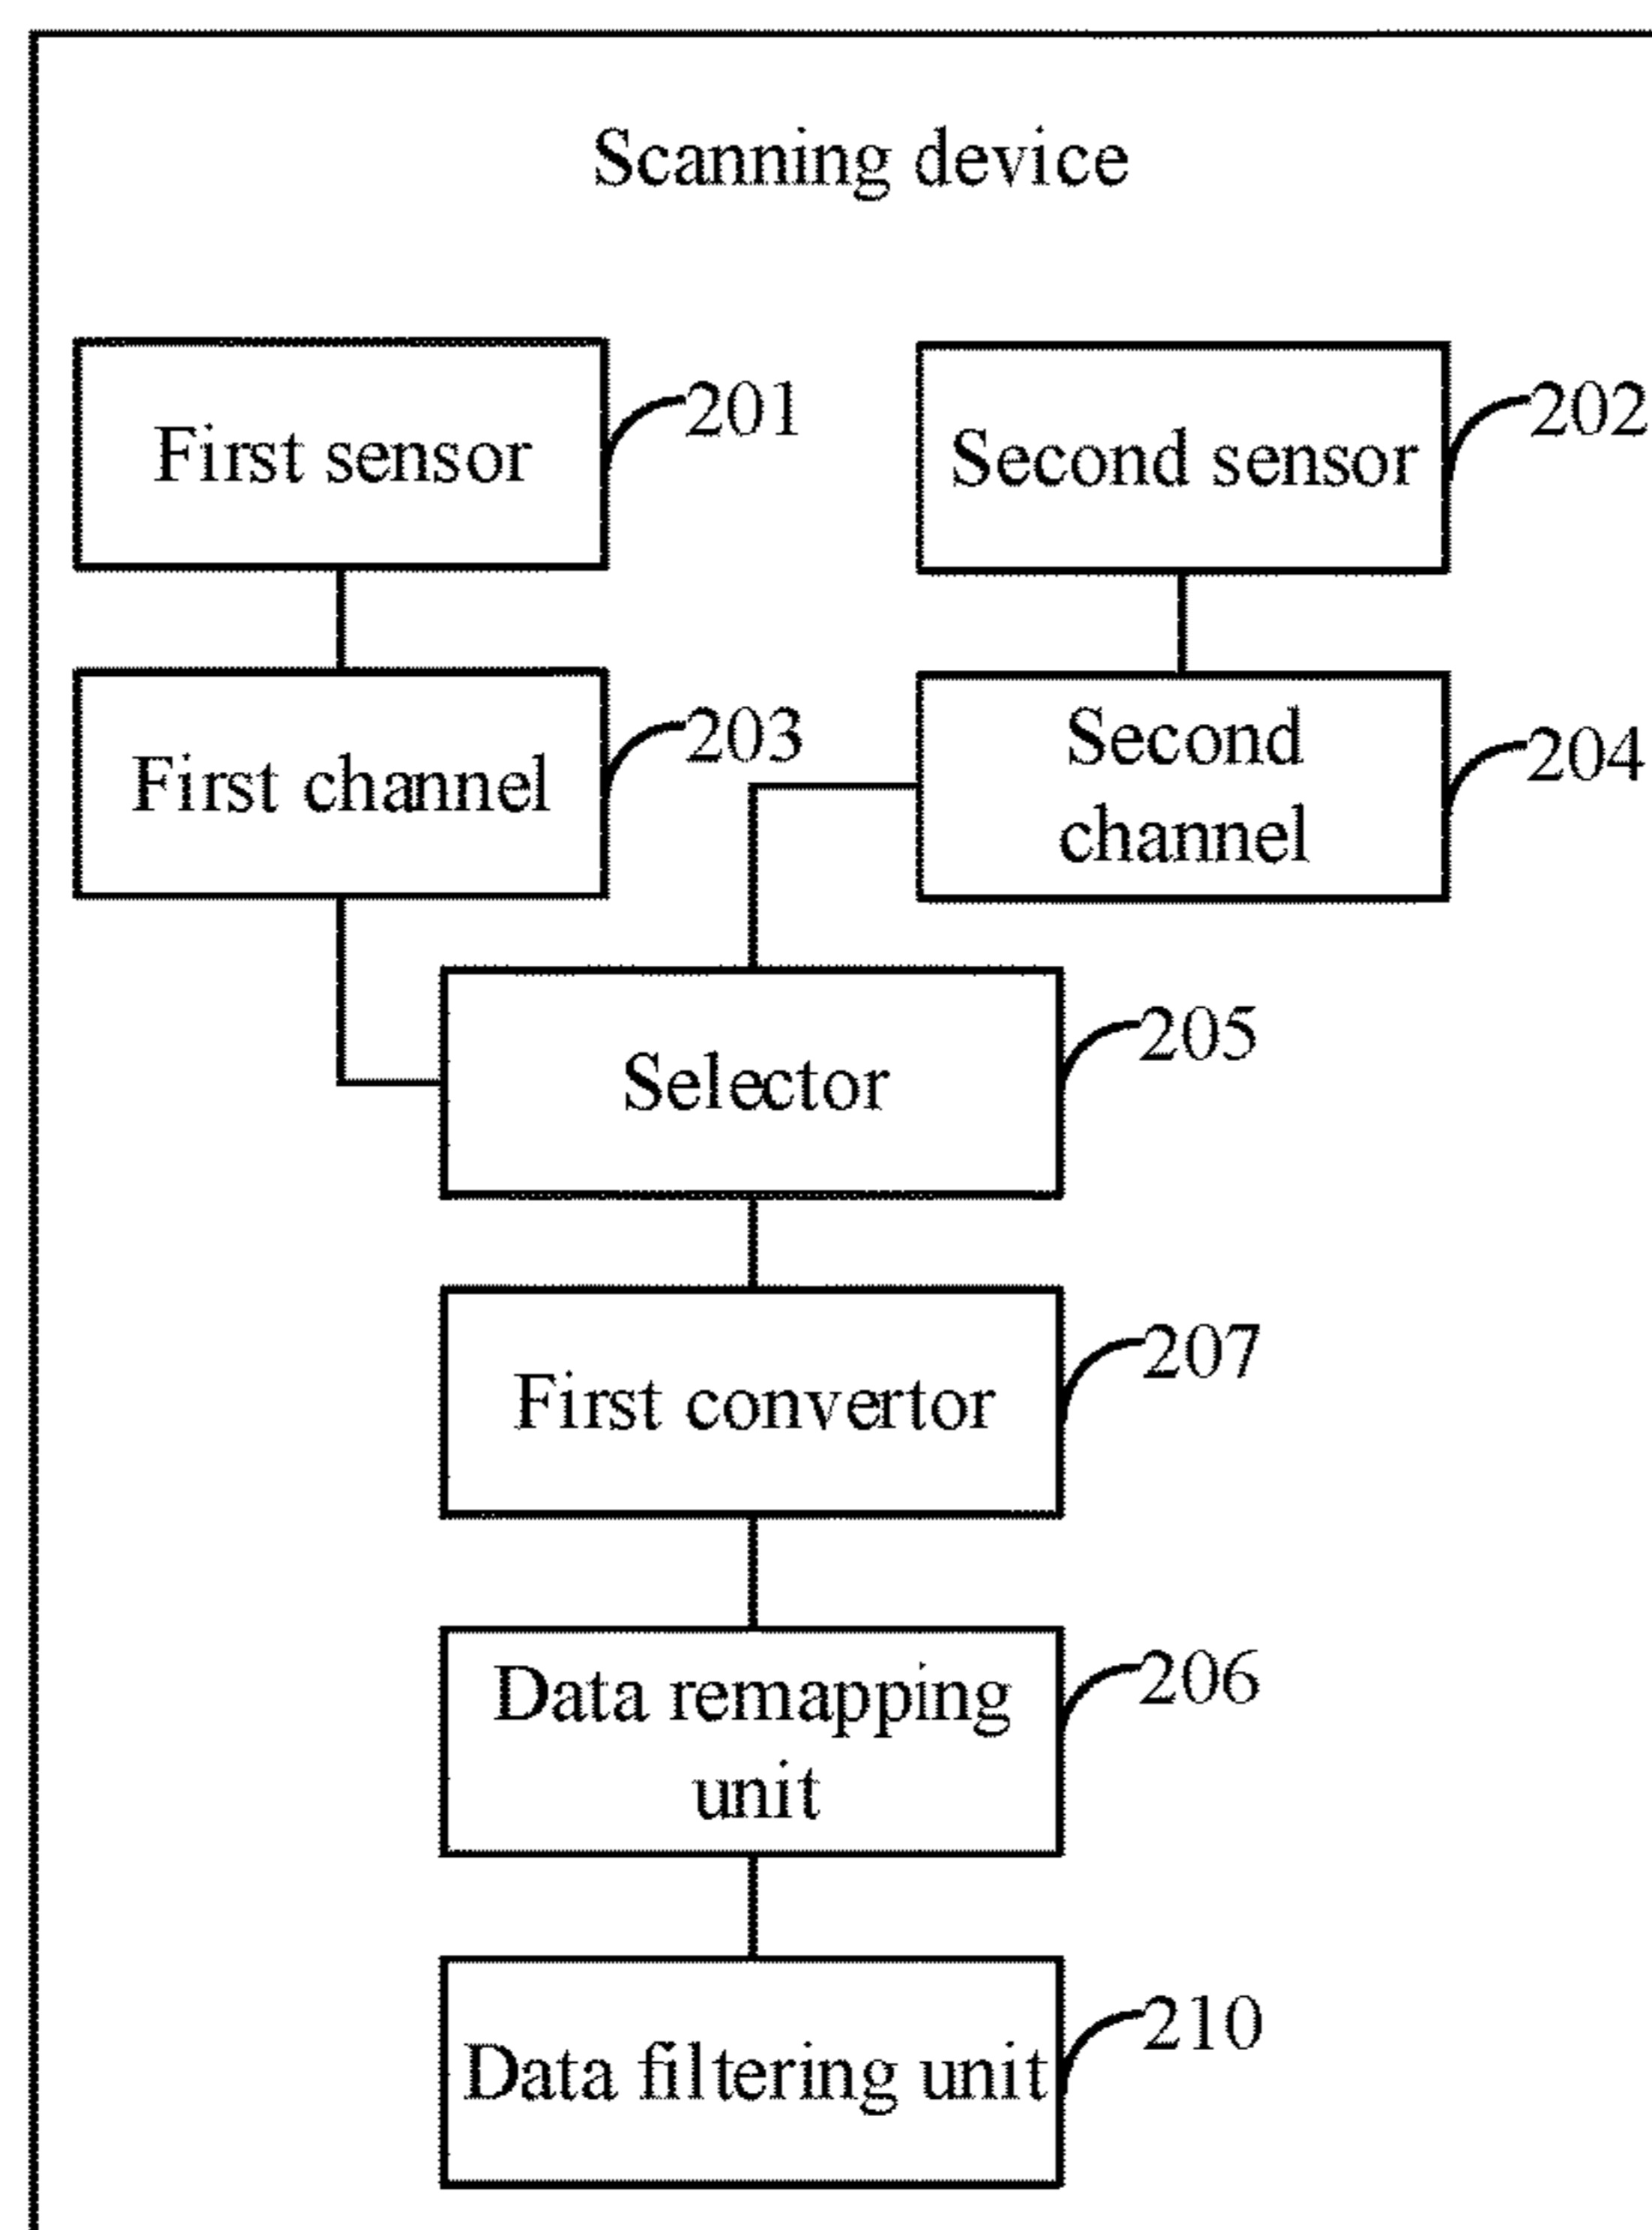 Scanning device
First sensor
201
Second sensor
202
First channel
203
Second
channel
204
Selector
205
First convertor
207
Data remapping
unit
206
Data filtering unit
210